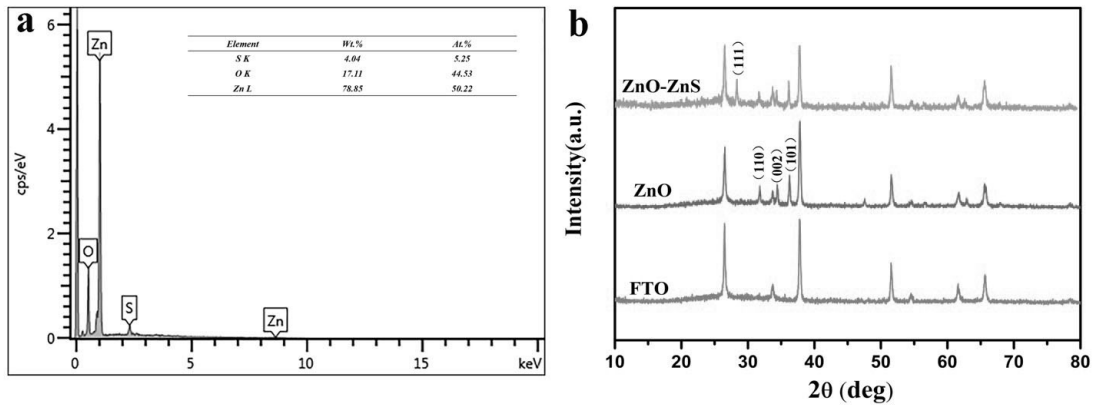 a
6
4
2
0
cps/eV
Zn
O
S
Zn
Element Wt.% At.%
S K 4.04 5.25
O K 17.11 44.53
Zn L 78.85 50.22
0 5 10 15 keV
b
Intensity(a.u.)
ZnO-ZnS
(111)
ZnO
(110)
(002)
(101)
FTO
10 20 30 40 50 60 70 80
2θ (deg)